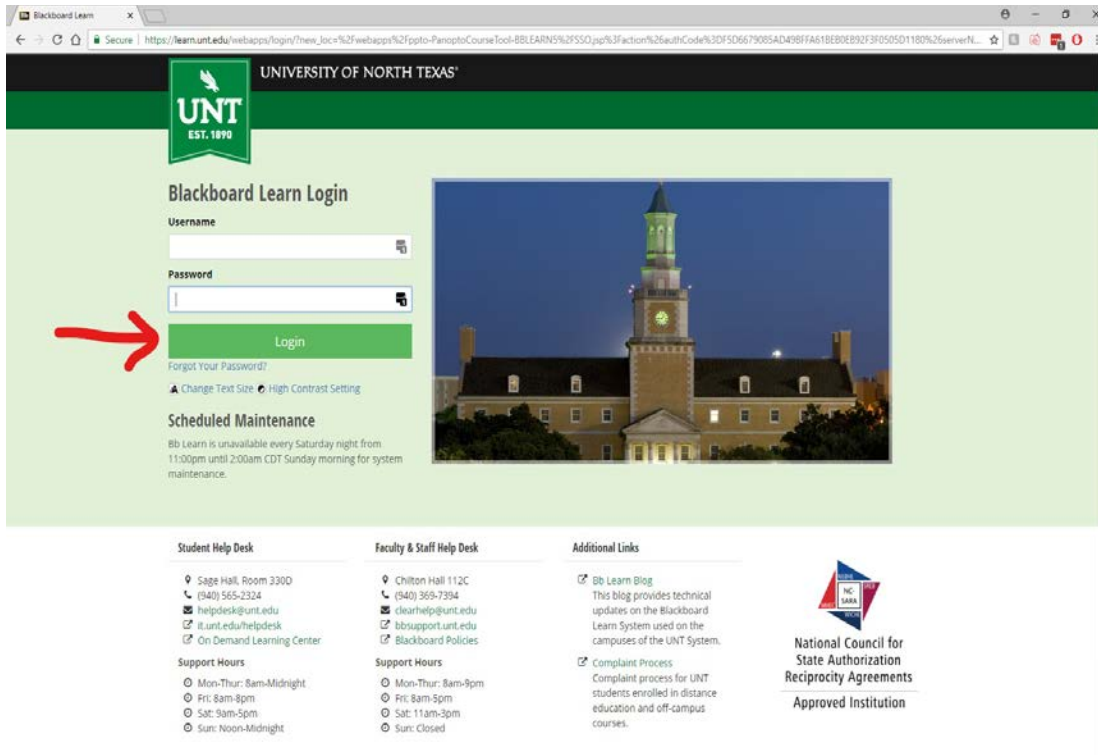 Blackboard Learn
Secure | https://learn.unt.edu/webapps/login/?new_loc=%2Fwebapps%2Fppto-PanoptoCourseTool-BBLEARN5%2FSSO.jsp%3Faction%26authCode%3DF5D6679085AD498FFA61BEB0EB92F3F0505D1180%26serverN...
UNIVERSITY OF NORTH TEXAS
UNT
EST. 1890
Blackboard Learn Login
Username
Password
Login
Forgot Your Password?
A Change Text Size High Contrast Setting
Scheduled Maintenance
Bb Learn is unavailable every Saturday night from
11:00pm until 2:00am CDT Sunday morning for system
maintenance.
Student Help Desk
Sage Hall, Room 330D
(940) 565-2324
helpdesk@unt.edu
it.unt.edu/helpdesk
On Demand Learning Center
Support Hours
Mon-Thur: 8am-Midnight
Fri: 8am-8pm
Sat: 9am-5pm
Sun: Noon-Midnight
Faculty & Staff Help Desk
Chilton Hall 112C
(940) 369-7394
clearhelp@unt.edu
bbsupport.unt.edu
Blackboard Policies
Support Hours
Mon-Thur: 8am-9pm
Fri: 8am-5pm
Sat: 11am-3pm
Sun: Closed
Additional Links
Bb Learn Blog
This blog provides technical
updates on the Blackboard
Learn System used on the
campuses of the UNT System.
Complaint Process
Complaint process for UNT
students enrolled in distance
education and off-campus
courses.
NC-
SARA
National Council for
State Authorization
Reciprocity Agreements
Approved Institution